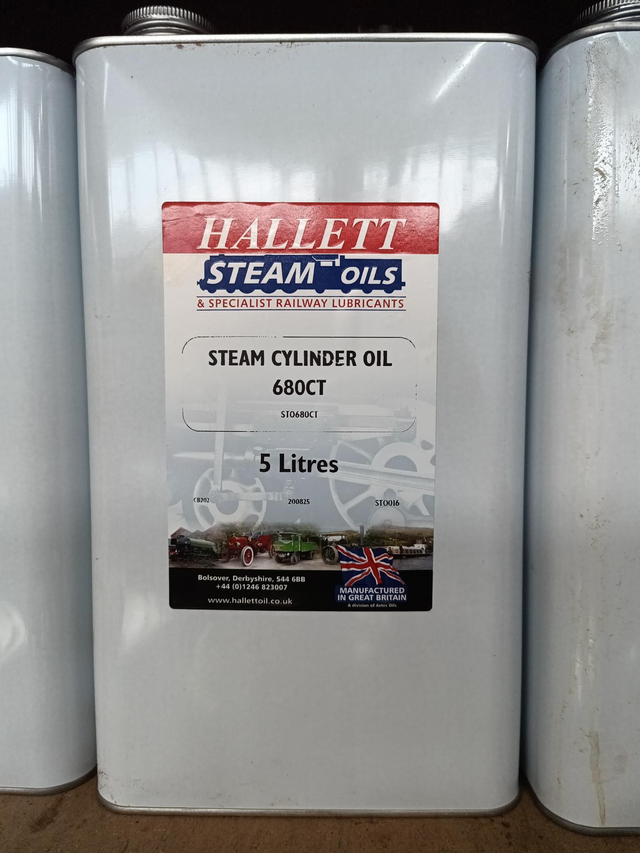 HALLETT
STEAM OILS
& SPECIALIST RAILWAY LUBRICANTS
STEAM CYLINDER OIL
680CT
STO680CT
5 Litres
CB202 200825 STO016
Bolsover, Derbyshire, S44 6BB
+44 (0)1246 823007
www.hallettoil.co.uk
MANUFACTURED
IN GREAT BRITAIN
A division of Aztec Oils